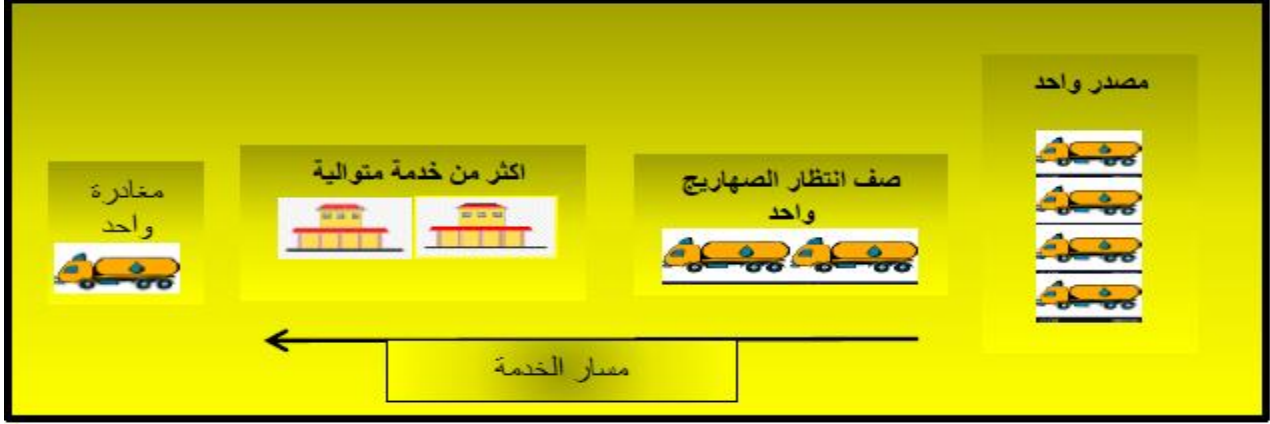 مصدر واحد
صف انتظار الصهاريج
واحد
اكثر من خدمة متوالية
مغادرة
واحد
مسار الخدمة